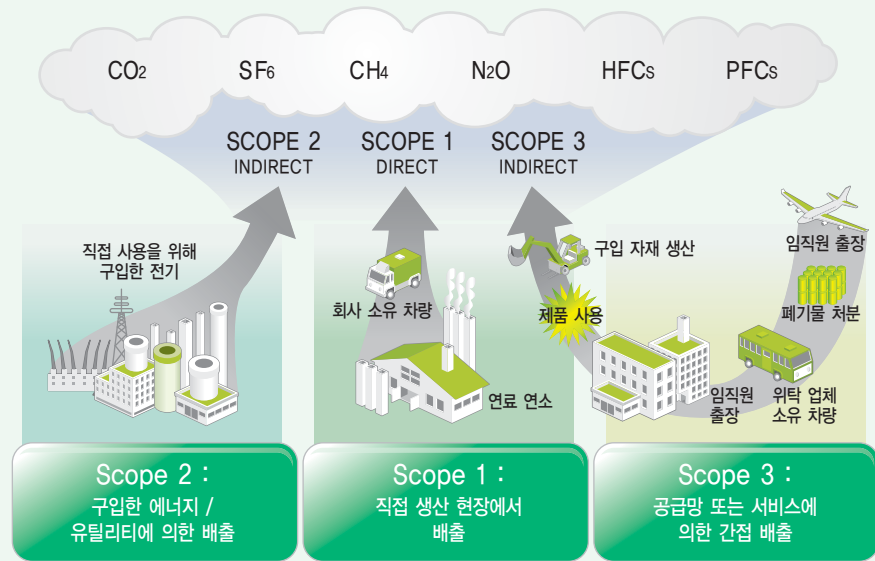 CO2 SF6 CH4 N2O HFCS PFCS
SCOPE 2
INDIRECT
SCOPE 1
DIRECT
SCOPE 3
INDIRECT
직접 사용을 위해
구입한 전기
회사 소유 차량
연료 연소
구입 자재 생산
제품 사용
임직원 출장
폐기물 처분
임직원
출장
위탁 업체
소유 차량
Scope 2 :
구입한 에너지 /
유틸리티에 의한 배출
Scope 1 :
직접 생산 현장에서
배출
Scope 3 :
공급망 또는 서비스에
의한 간접 배출